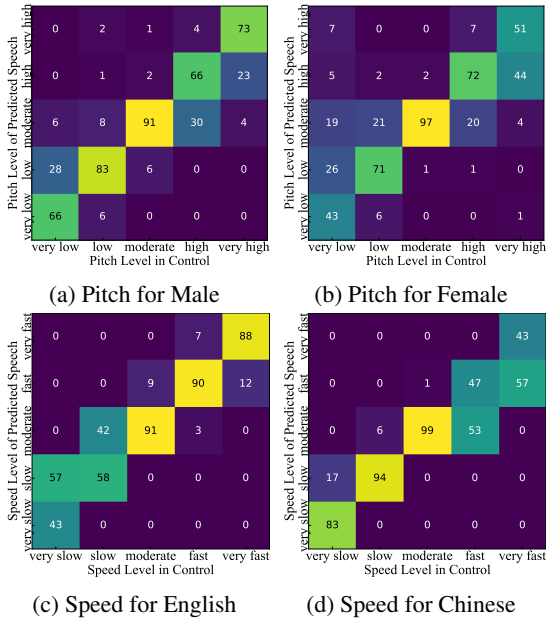 Pitch Level of Predicted Speech
very high 0 2 1 4 73
high 0 1 2 66 23
moderate 6 8 91 30 4
low 28 83 6 0 0
very low 66 6 0 0 0
very low low moderate high very high
Pitch Level in Control
(a) Pitch for Male
Pitch Level of Predicted Speech
very high 7 0 0 7 51
high 5 2 2 72 44
moderate 19 21 97 20 4
low 26 71 1 1 0
very low 43 6 0 0 1
very low low moderate high very high
Pitch Level in Control
(b) Pitch for Female
Speed Level of Predicted Speech
very fast 0 0 0 7 88
fast 0 0 9 90 12
moderate 0 42 91 3 0
slow 57 58 0 0 0
very slow 43 0 0 0 0
very slow slow moderate fast very fast
Speed Level in Control
(c) Speed for English
Speed Level of Predicted Speech
very fast 0 0 0 0 43
fast 0 0 1 47 57
moderate 0 6 99 53 0
slow 17 94 0 0 0
very slow 83 0 0 0 0
very slow slow moderate fast very fast
Speed Level in Control
(d) Speed for Chinese